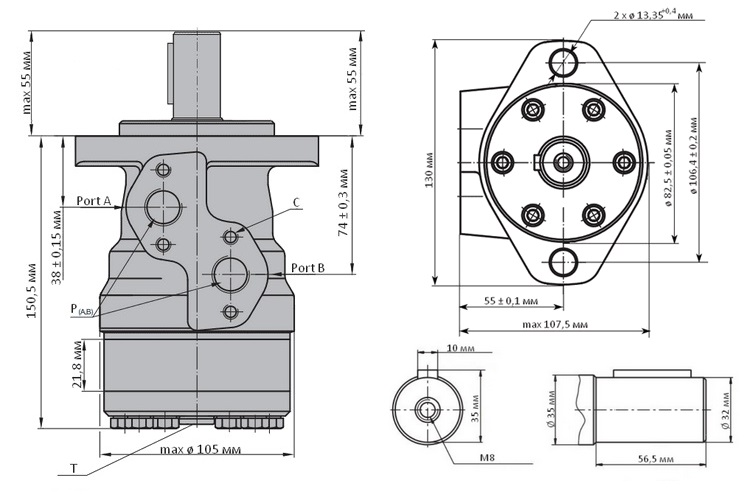 max 55 мм
max 55 мм
Port A
C
38 ± 0,15 мм
74 ± 0,3 мм
Port B
150,5 мм
P(A,B)
21,8 мм
T
max ø 105 мм
2 x ø 13,35+0,4 мм
130 мм
ø 82,5 ± 0,05 мм
ø 106,4 ± 0,2 мм
55 ± 0,1 мм
max 107,5 мм
10 мм
35 мм
M8
Ø 35 мм
Ø 32 мм
56,5 мм